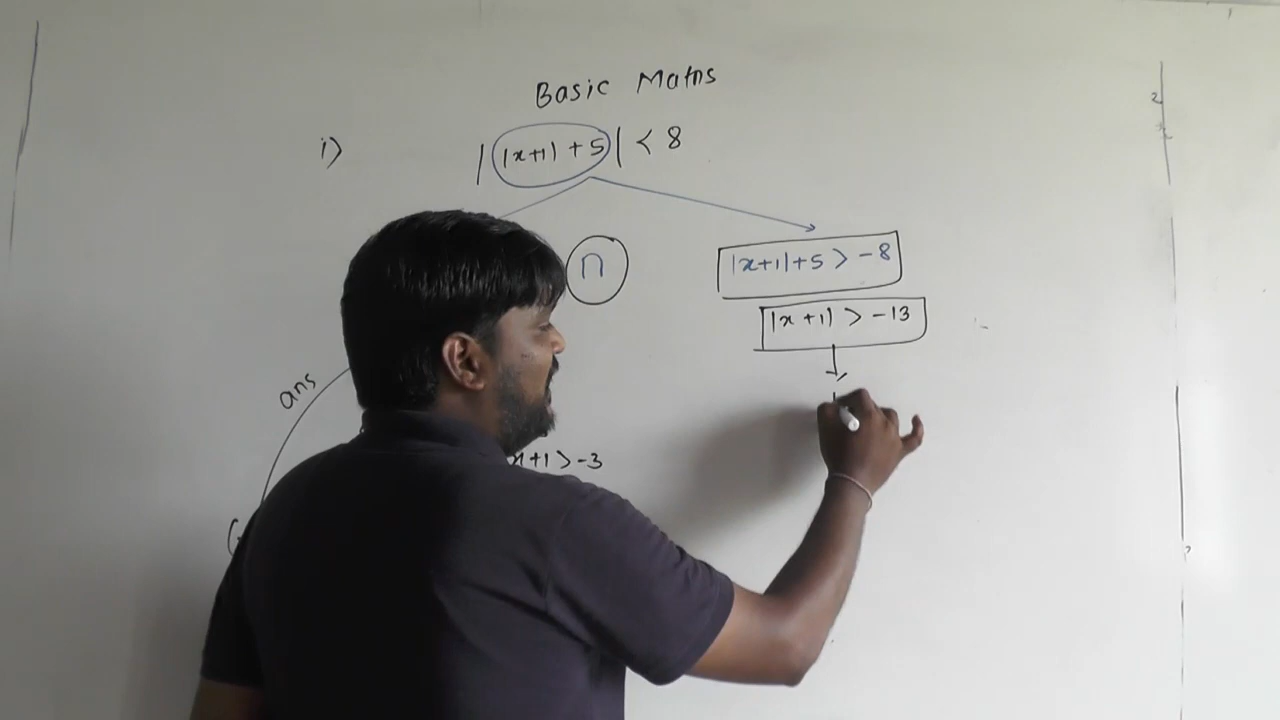 Basic Maths
i) ||x+1| + 5| < 8
∩
|x+1|+5 > -8
|x+1| > -13
ans
x+1 > -3